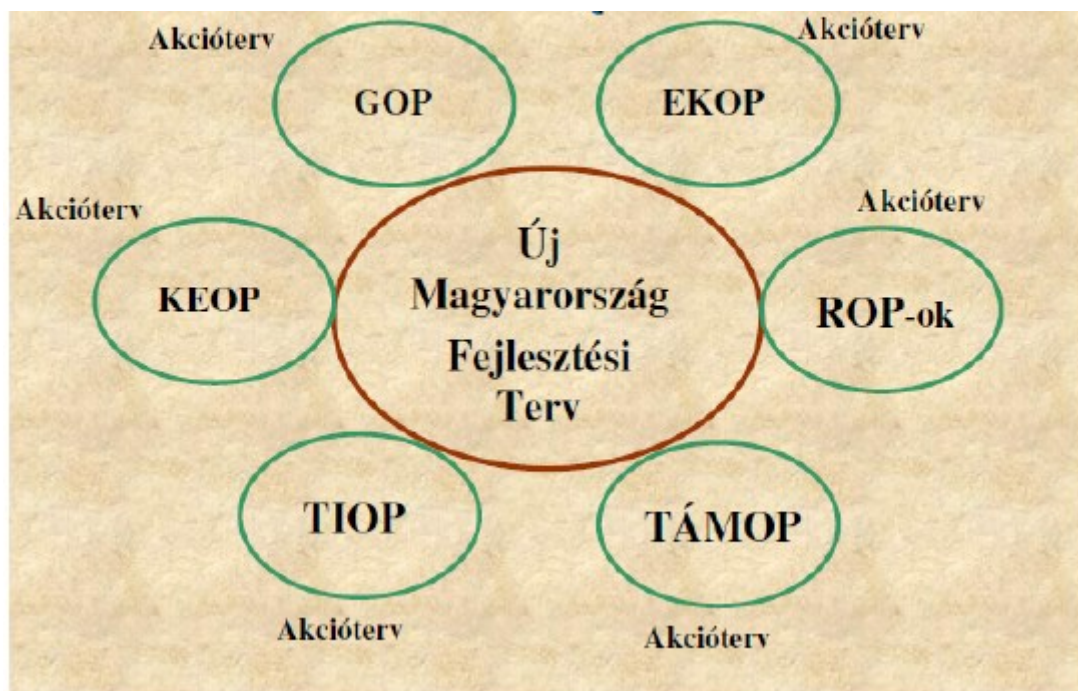 Akcióterv
Akcióterv
GOP
EKOP
Akcióterv
Akcióterv
KEOP
Új
Magyarország
Fejlesztési
Terv
ROP-ok
TIOP
TÁMOP
Akcióterv
Akcióterv